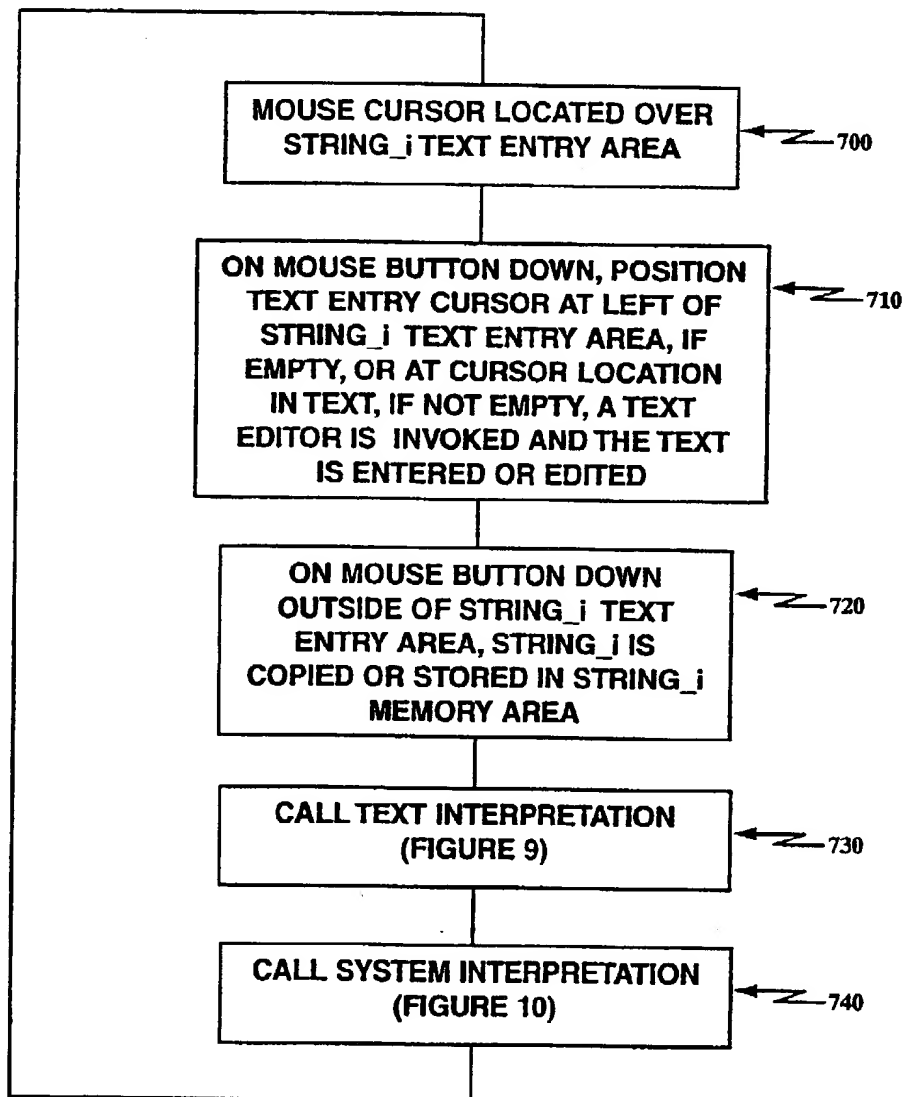 MOUSE CURSOR LOCATED OVER
STRING_i TEXT ENTRY AREA
700
ON MOUSE BUTTON DOWN, POSITION
TEXT ENTRY CURSOR AT LEFT OF
STRING_i TEXT ENTRY AREA, IF
EMPTY, OR AT CURSOR LOCATION
IN TEXT, IF NOT EMPTY, A TEXT
EDITOR IS INVOKED AND THE TEXT
IS ENTERED OR EDITED
710
ON MOUSE BUTTON DOWN
OUTSIDE OF STRING_i TEXT
ENTRY AREA, STRING_i IS
COPIED OR STORED IN STRING_i
MEMORY AREA
720
CALL TEXT INTERPRETATION
(FIGURE 9)
730
CALL SYSTEM INTERPRETATION
(FIGURE 10)
740